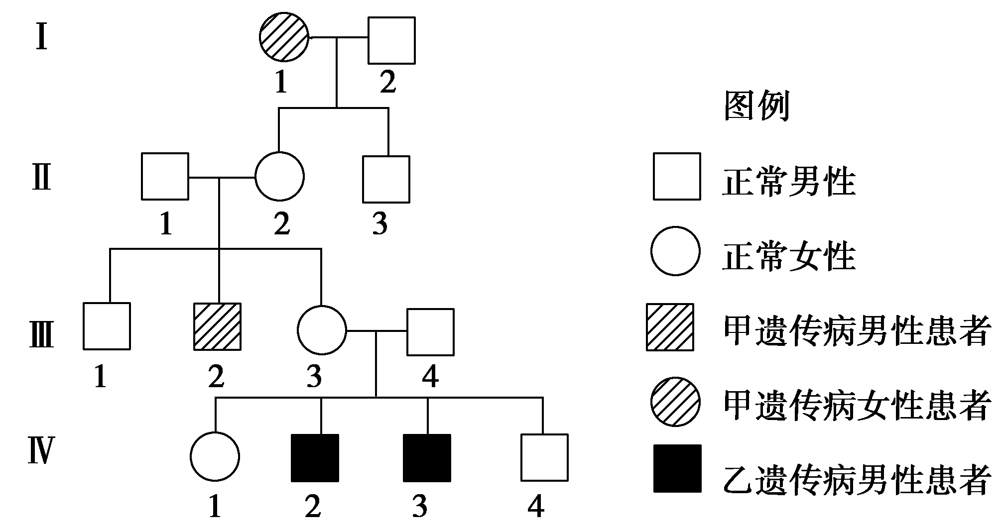 Ⅰ
1 2
Ⅱ
1 2 3
Ⅲ
1 2 3 4
Ⅳ
1 2 3 4
图例
正常男性
正常女性
甲遗传病男性患者
甲遗传病女性患者
乙遗传病男性患者